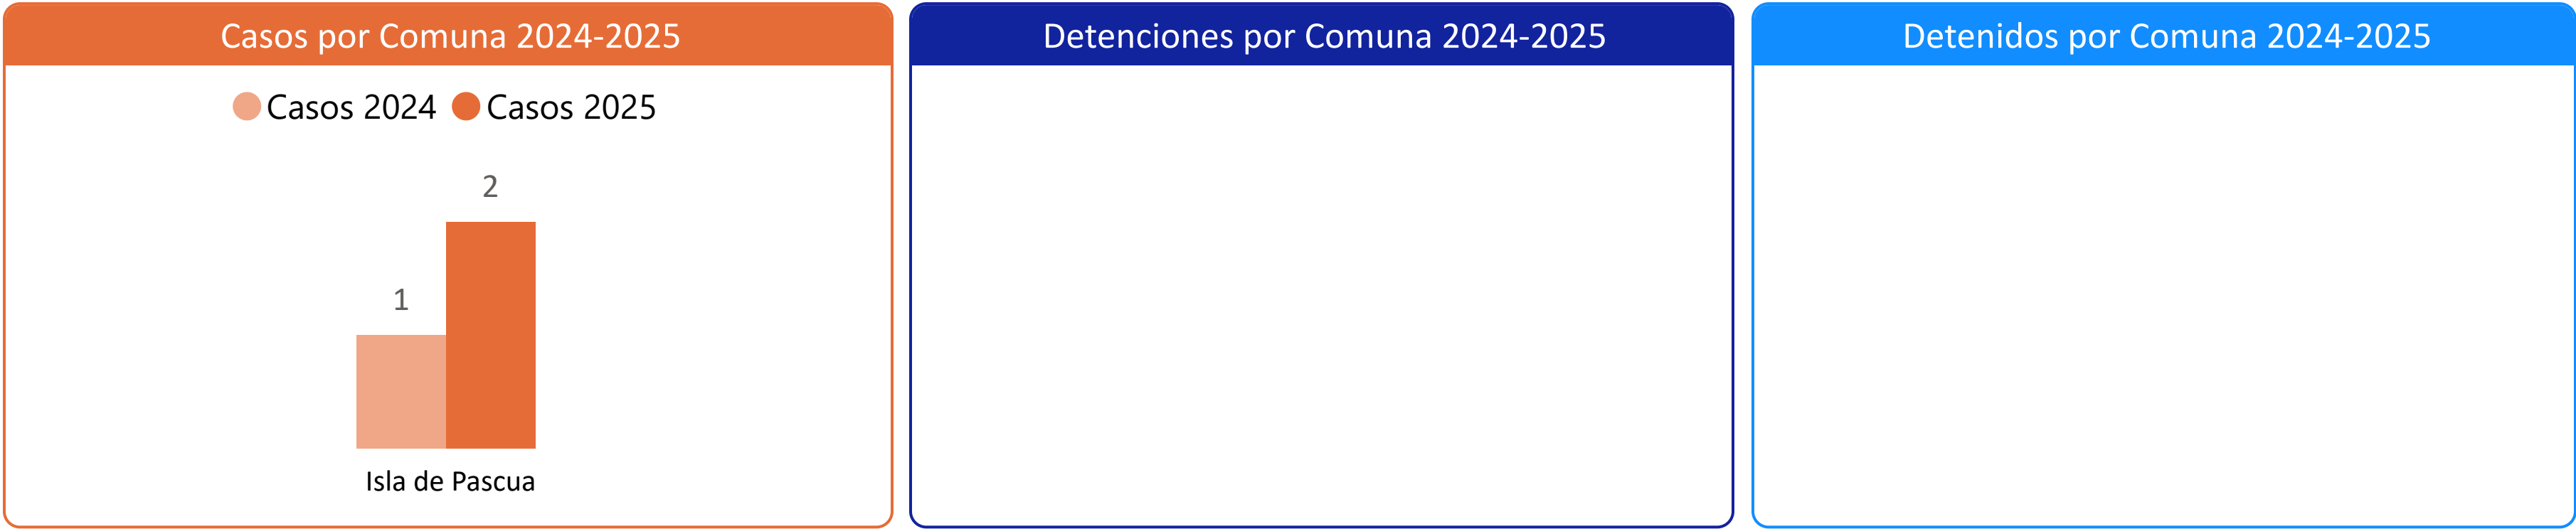 Casos por Comuna 2024-2025
Casos 2024 Casos 2025
2
1
Isla de Pascua
Detenciones por Comuna 2024-2025
Detenidos por Comuna 2024-2025